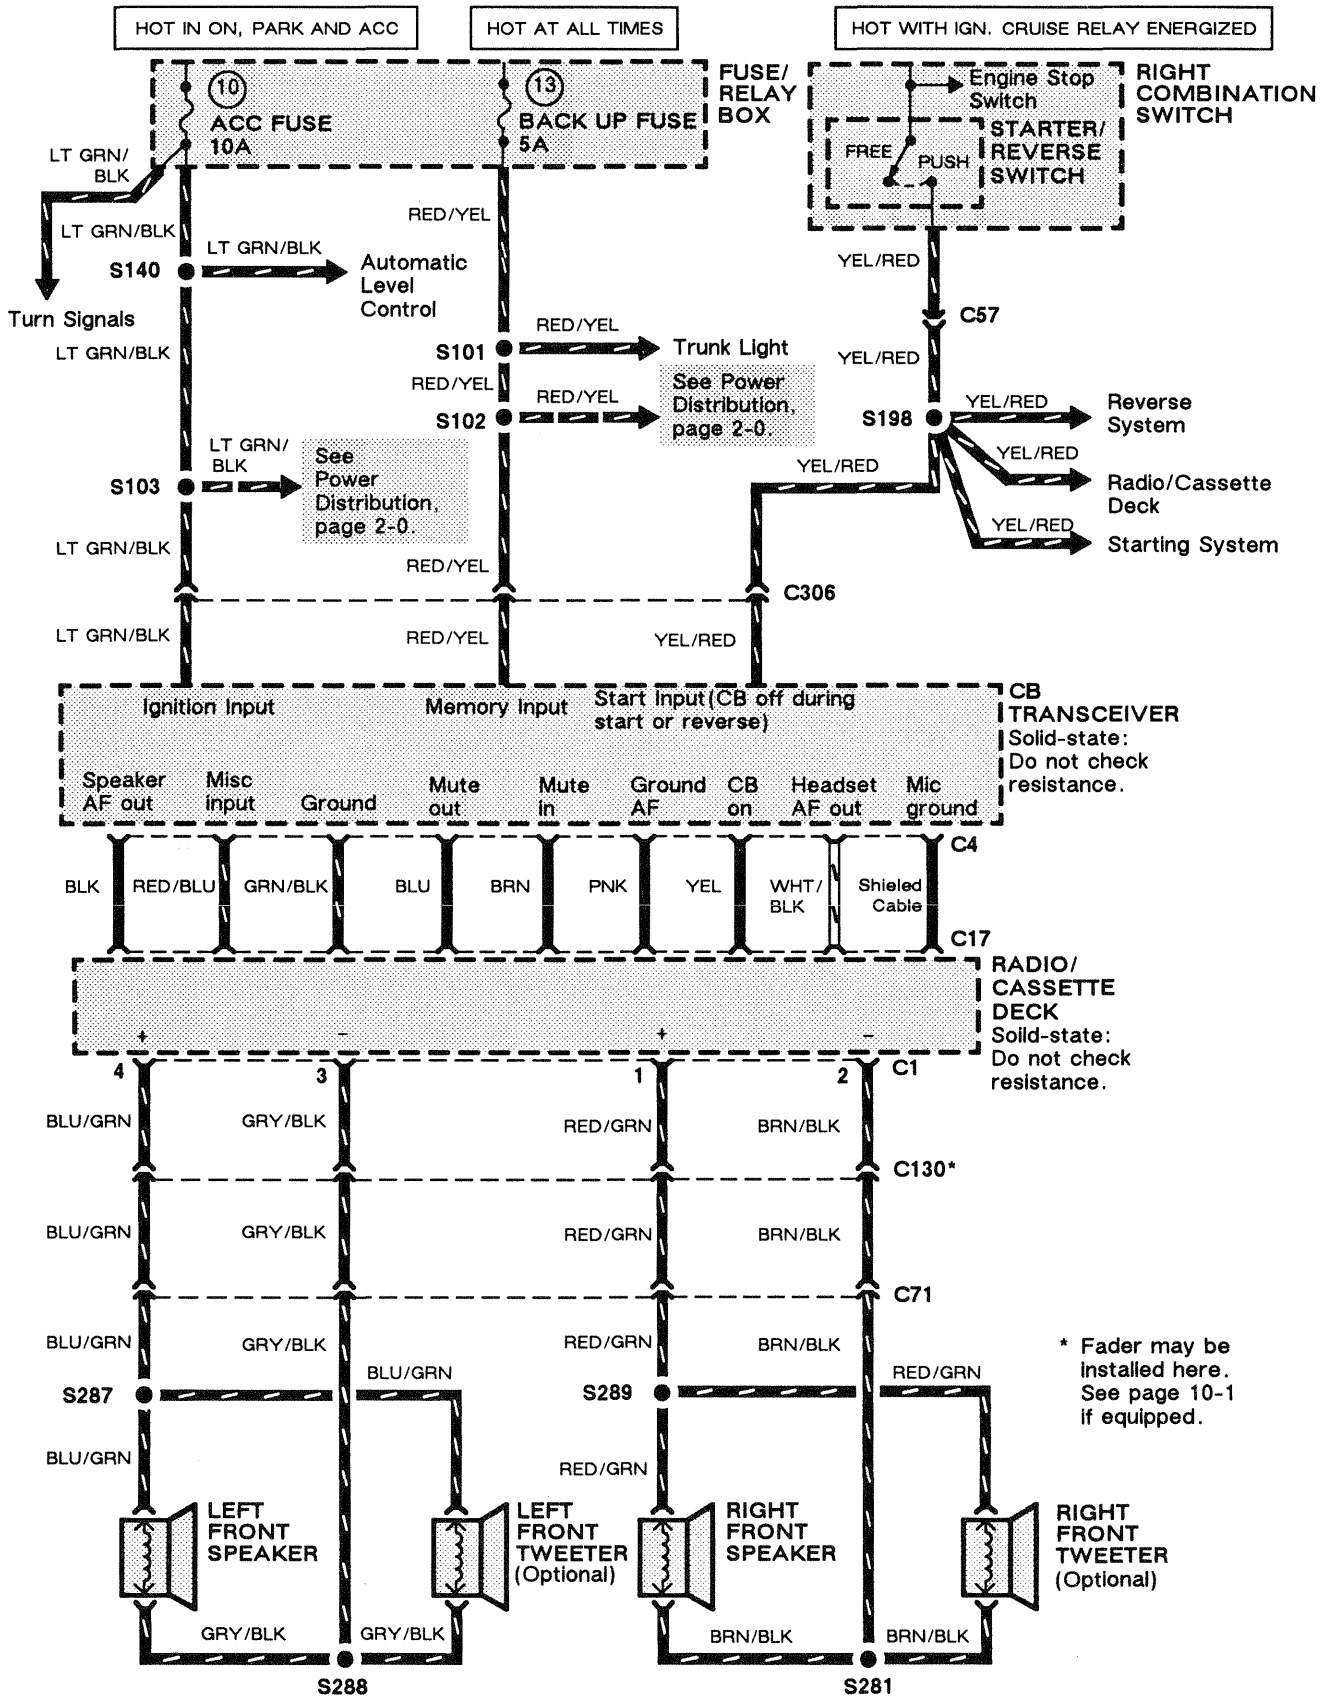 HOT IN ON, PARK AND ACC
HOT AT ALL TIMES
HOT WITH IGN. CRUISE RELAY ENERGIZED
10
ACC FUSE
10A
13
BACK UP FUSE
5A
FUSE/
RELAY
BOX
Engine Stop
Switch
RIGHT
COMBINATION
SWITCH
STARTER/
REVERSE
SWITCH
FREE
PUSH
LT GRN/
BLK
LT GRN/BLK
LT GRN/BLK
S140
Automatic
Level
Control
Turn Signals
LT GRN/BLK
RED/YEL
YEL/RED
C57
RED/YEL
S101
Trunk Light
YEL/RED
RED/YEL
RED/YEL
S102
See Power
Distribution,
page 2-0.
S198
YEL/RED
Reverse
System
YEL/RED
YEL/RED
Radio/Cassette
Deck
YEL/RED
Starting System
LT GRN/
BLK
S103
See
Power
Distribution,
page 2-0.
LT GRN/BLK
RED/YEL
C306
LT GRN/BLK
RED/YEL
YEL/RED
Ignition Input
Memory Input
Start Input(CB off during
start or reverse)
CB
TRANSCEIVER
Solid-state:
Do not check
resistance.
Speaker
AF out
Misc
input
Ground
Mute
out
Mute
in
Ground
AF
CB
on
Headset
AF out
Mic
ground
C4
BLK
RED/BLU
GRN/BLK
BLU
BRN
PNK
YEL
WHT/
BLK
Shieled
Cable
C17
RADIO/
CASSETTE
DECK
Soild-state:
Do not check
resistance.
+
-
+
-
4
3
1
2
C1
BLU/GRN
GRY/BLK
RED/GRN
BRN/BLK
C130*
BLU/GRN
GRY/BLK
RED/GRN
BRN/BLK
C71
BLU/GRN
GRY/BLK
RED/GRN
BRN/BLK
* Fader may be
installed here.
See page 10-1
if equipped.
S287
BLU/GRN
S289
RED/GRN
BLU/GRN
RED/GRN
LEFT
FRONT
SPEAKER
LEFT
FRONT
TWEETER
(Optional)
RIGHT
FRONT
SPEAKER
RIGHT
FRONT
TWEETER
(Optional)
GRY/BLK
GRY/BLK
BRN/BLK
BRN/BLK
S288
S281